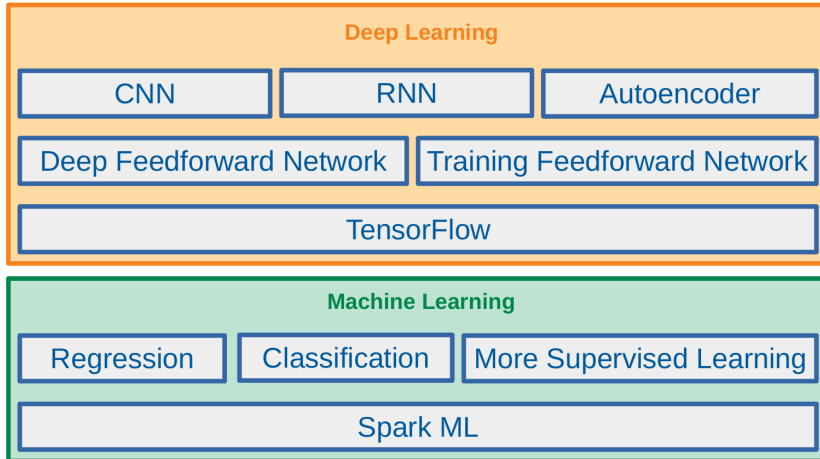 Deep Learning
CNN
RNN
Autoencoder
Deep Feedforward Network
Training Feedforward Network
TensorFlow
Machine Learning
Regression
Classification
More Supervised Learning
Spark ML